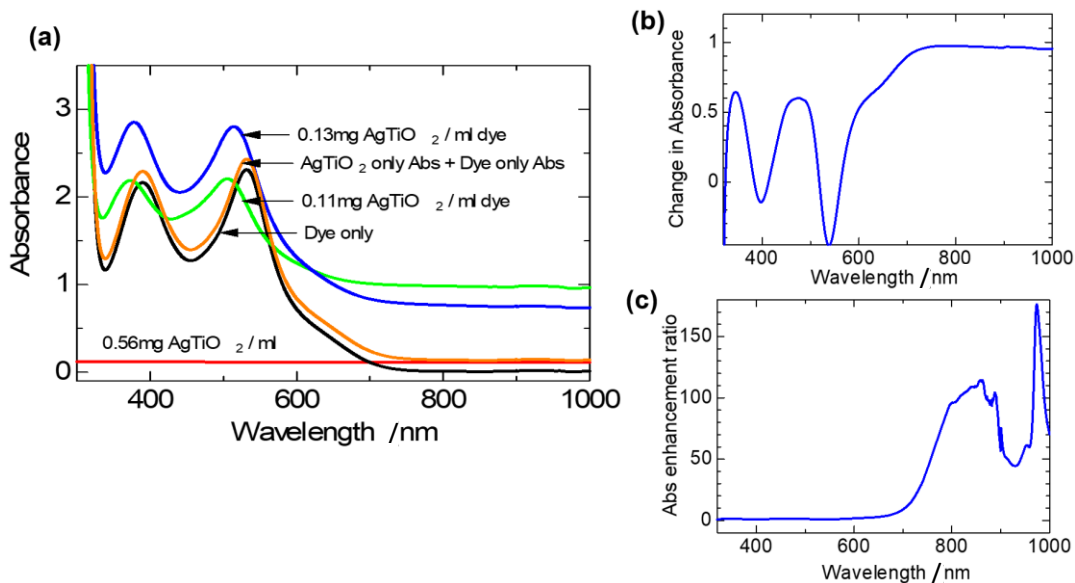 (a)
Absorbance
3
2
1
0
0.13mg AgTiO 2 / ml dye
AgTiO 2 only Abs + Dye only Abs
0.11mg AgTiO 2 / ml dye
Dye only
0.56mg AgTiO 2 / ml
400 600 800 1000
Wavelength /nm
(b)
Change in Absorbance
1
0.5
0
400 600 800 1000
Wavelength /nm
(c)
Abs enhancement ratio
150
100
50
0
400 600 800 1000
Wavelength /nm